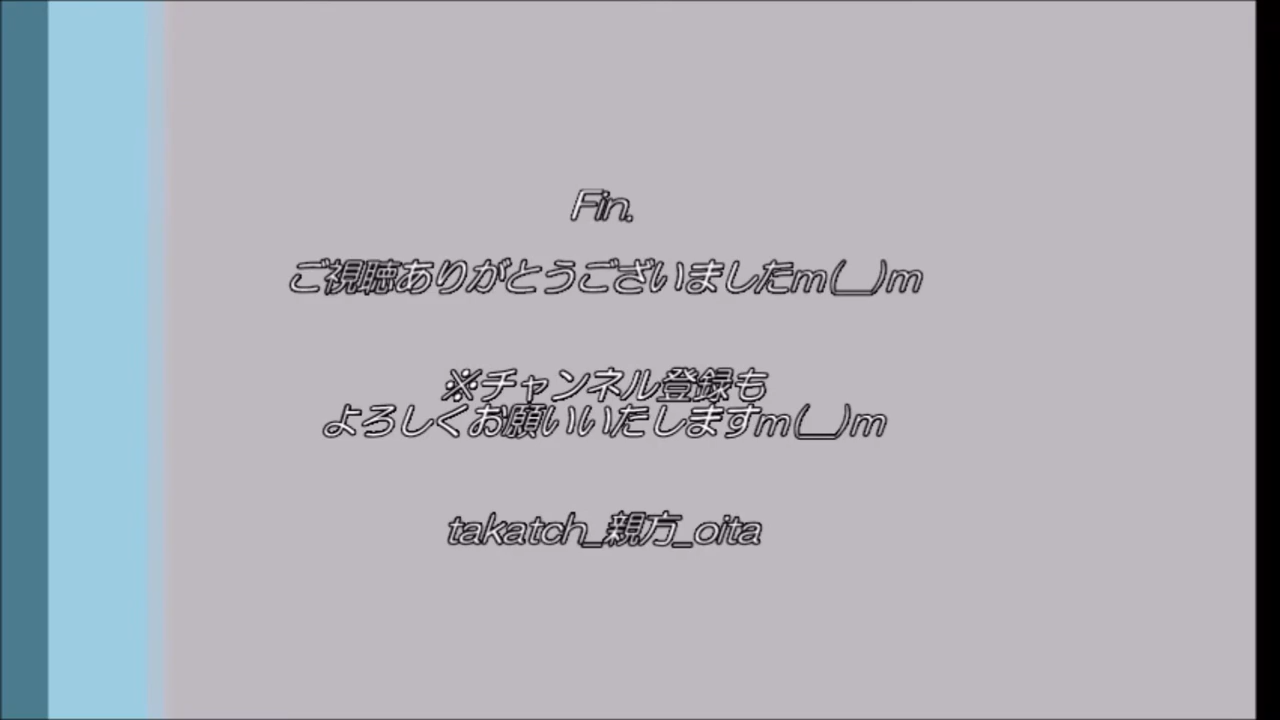 Fin.
ご視聴ありがとうございましたm(__)m
※チャンネル登録も
よろしくお願いいたしますm(__)m
takatch_親方_oita